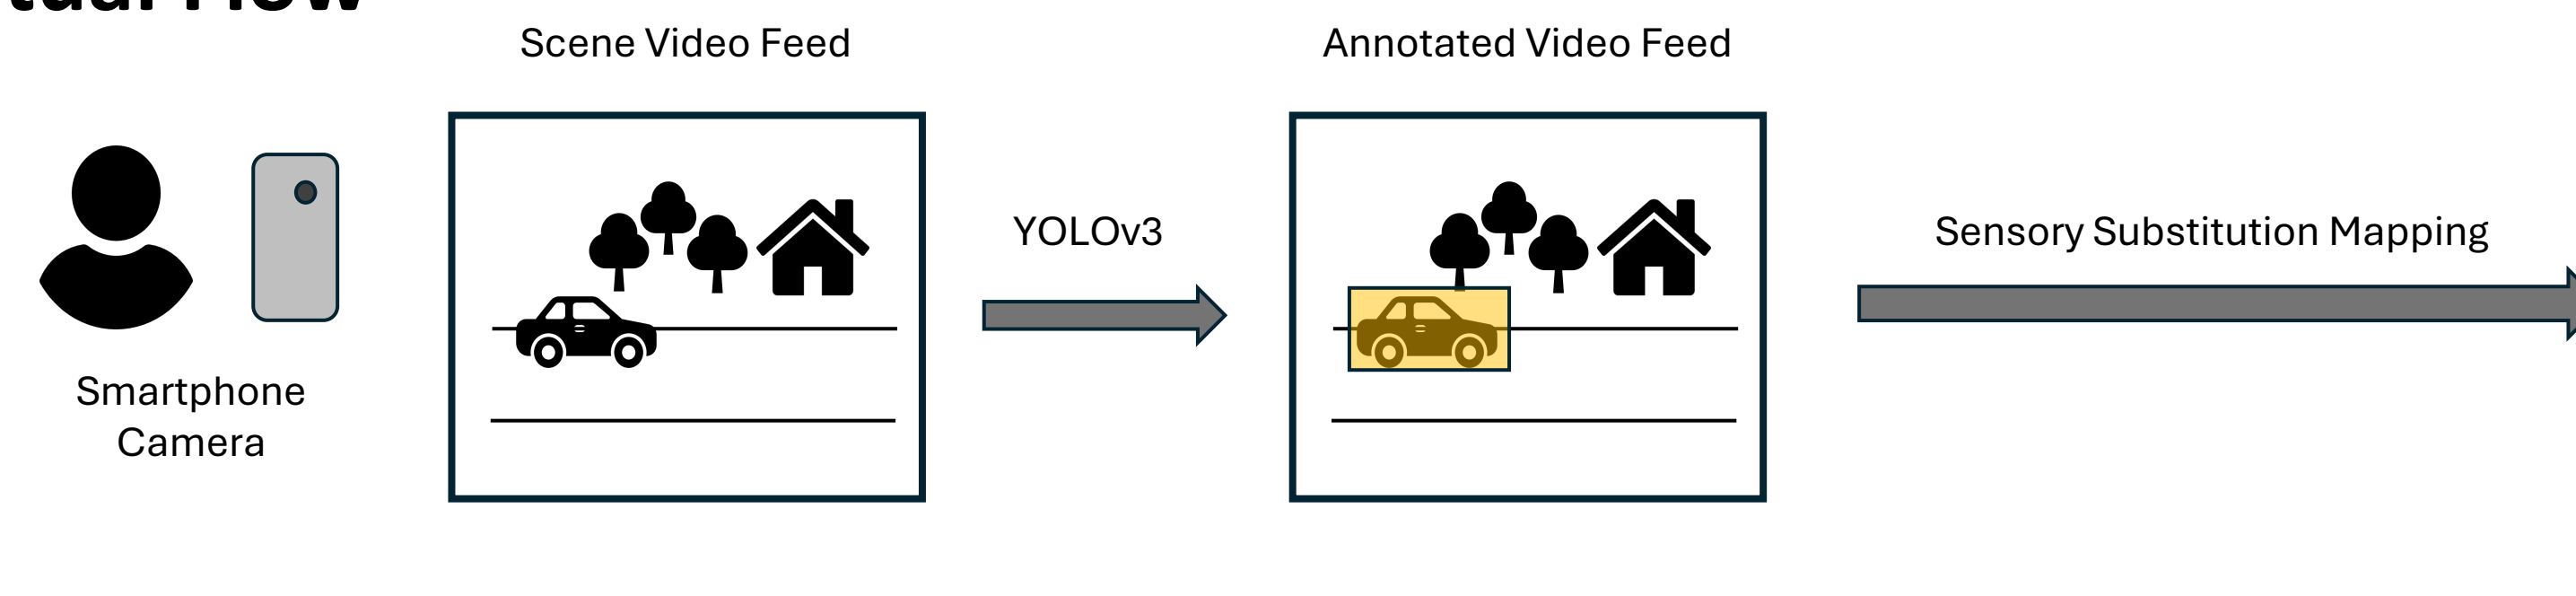 Scene Video Feed
Annotated Video Feed
YOLOv3
Sensory Substitution Mapping
Smartphone
Camera